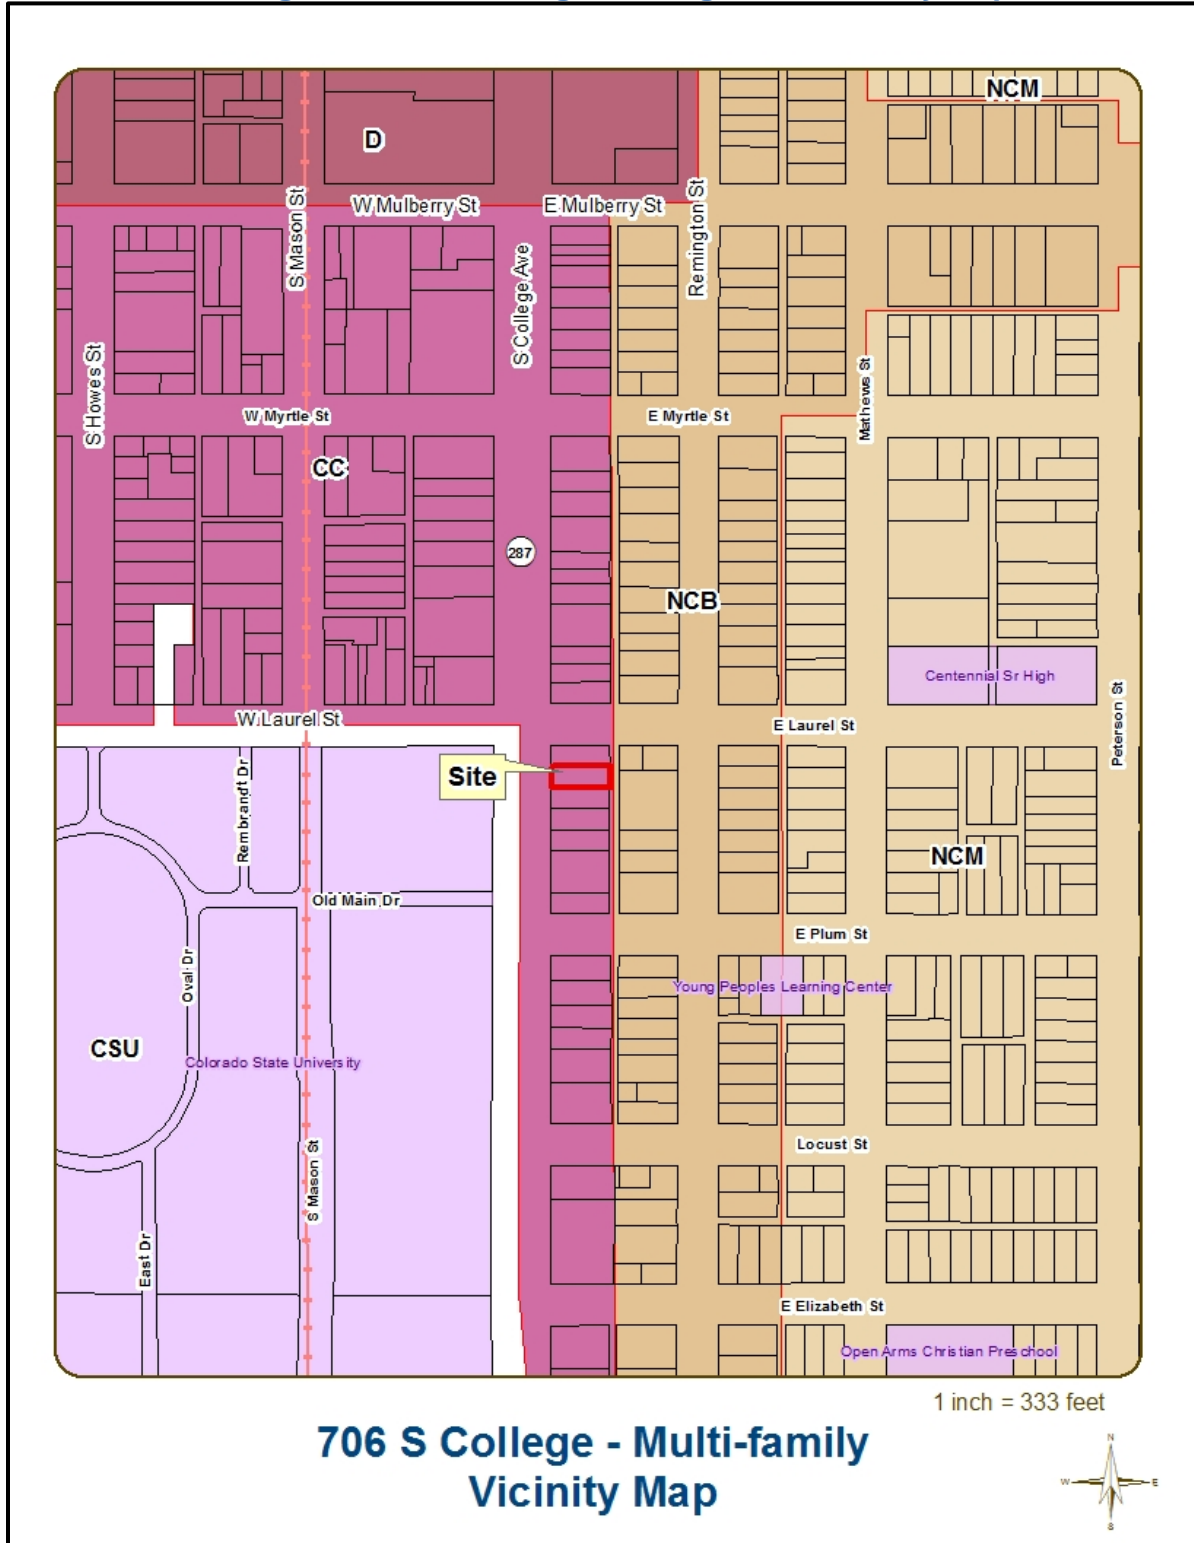 NCM
D
W Mulberry St
E Mulberry St
S Mason St
Remington St
S College Ave
S Howes St
Mathews St
W Myrtle St
E Myrtle St
CC
287
NCB
Centennial Sr High
Peterson St
W Laurel St
E Laurel St
Site
Rembrandt Dr
NCM
Old Main Dr
E Plum St
Oval Dr
Young Peoples Learning Center
CSU
Colorado State University
Locust St
S Mason St
East Dr
E Elizabeth St
Open Arms Christian Preschool
1 inch = 333 feet
706 S College - Multi-family
Vicinity Map
N
W
E
S